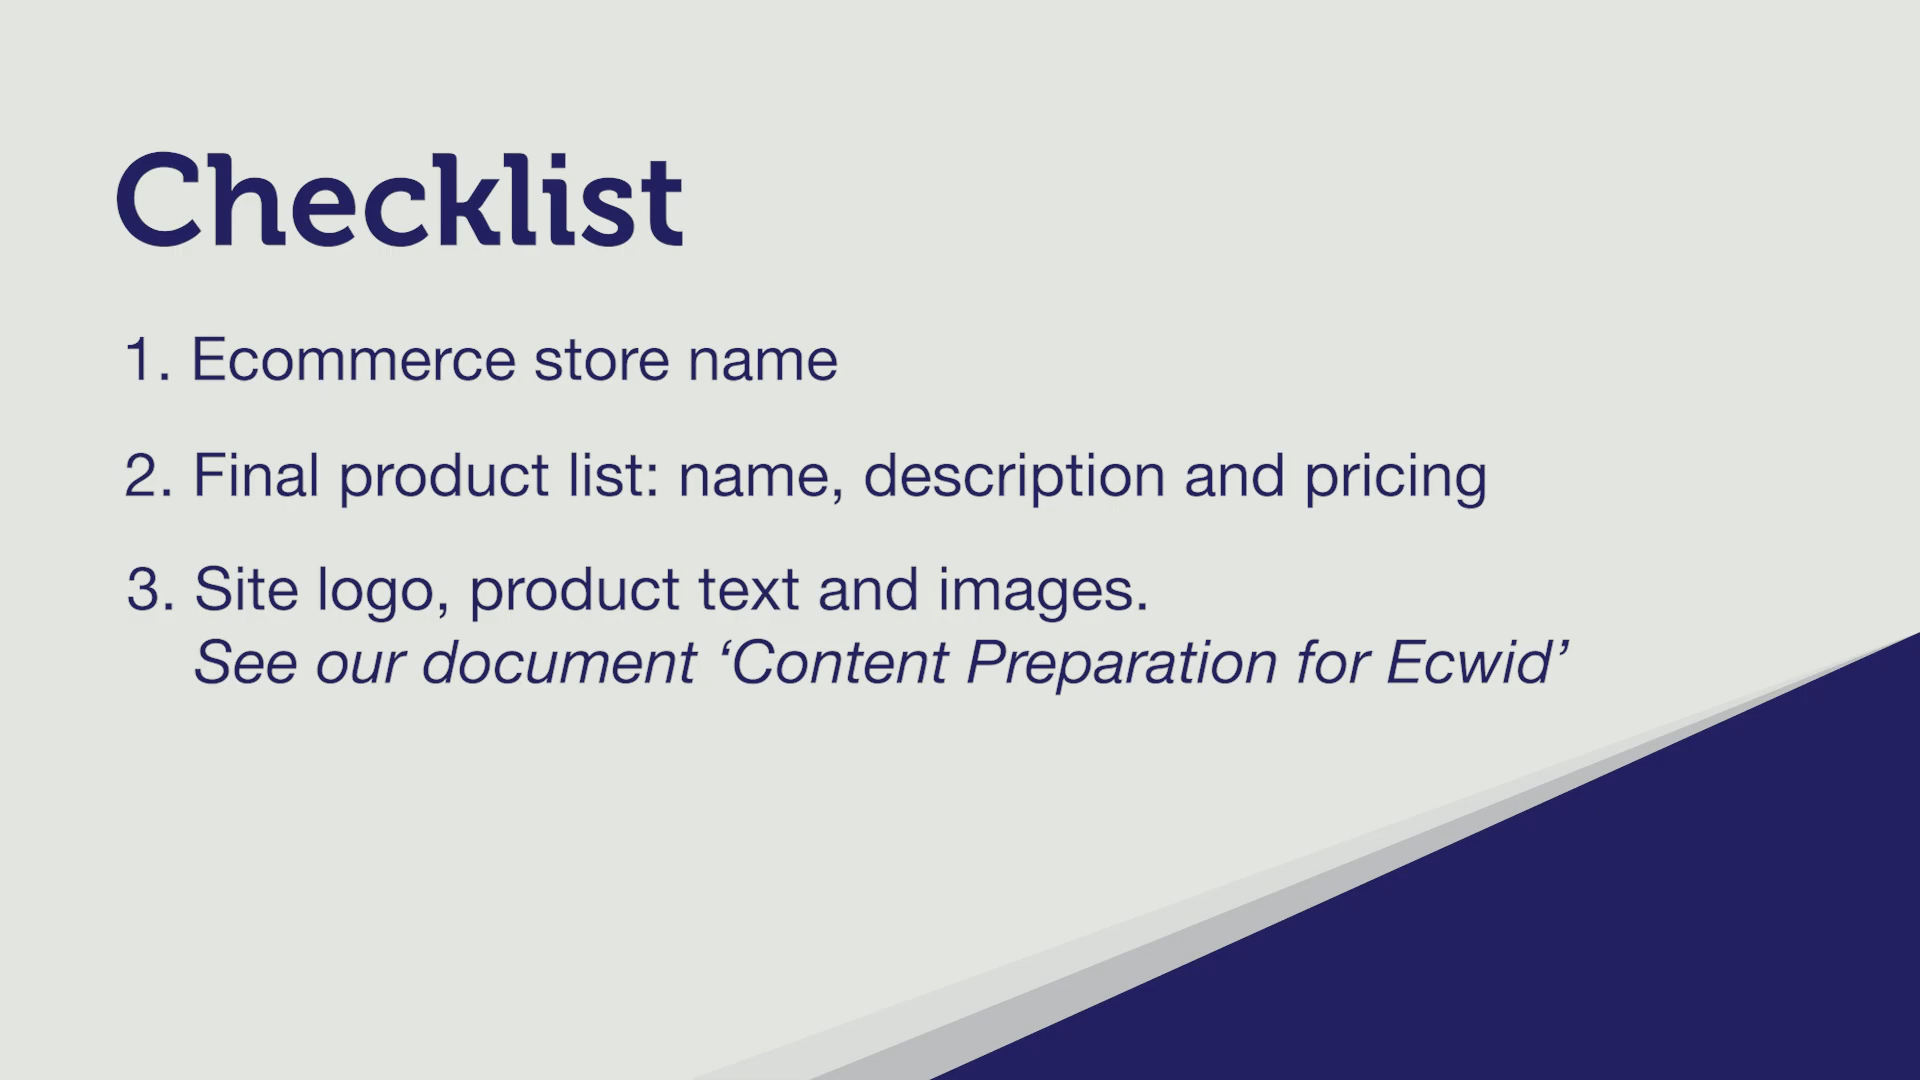 Checklist
1. Ecommerce store name
2. Final product list: name, description and pricing
3. Site logo, product text and images.
See our document ‘Content Preparation for Ecwid’